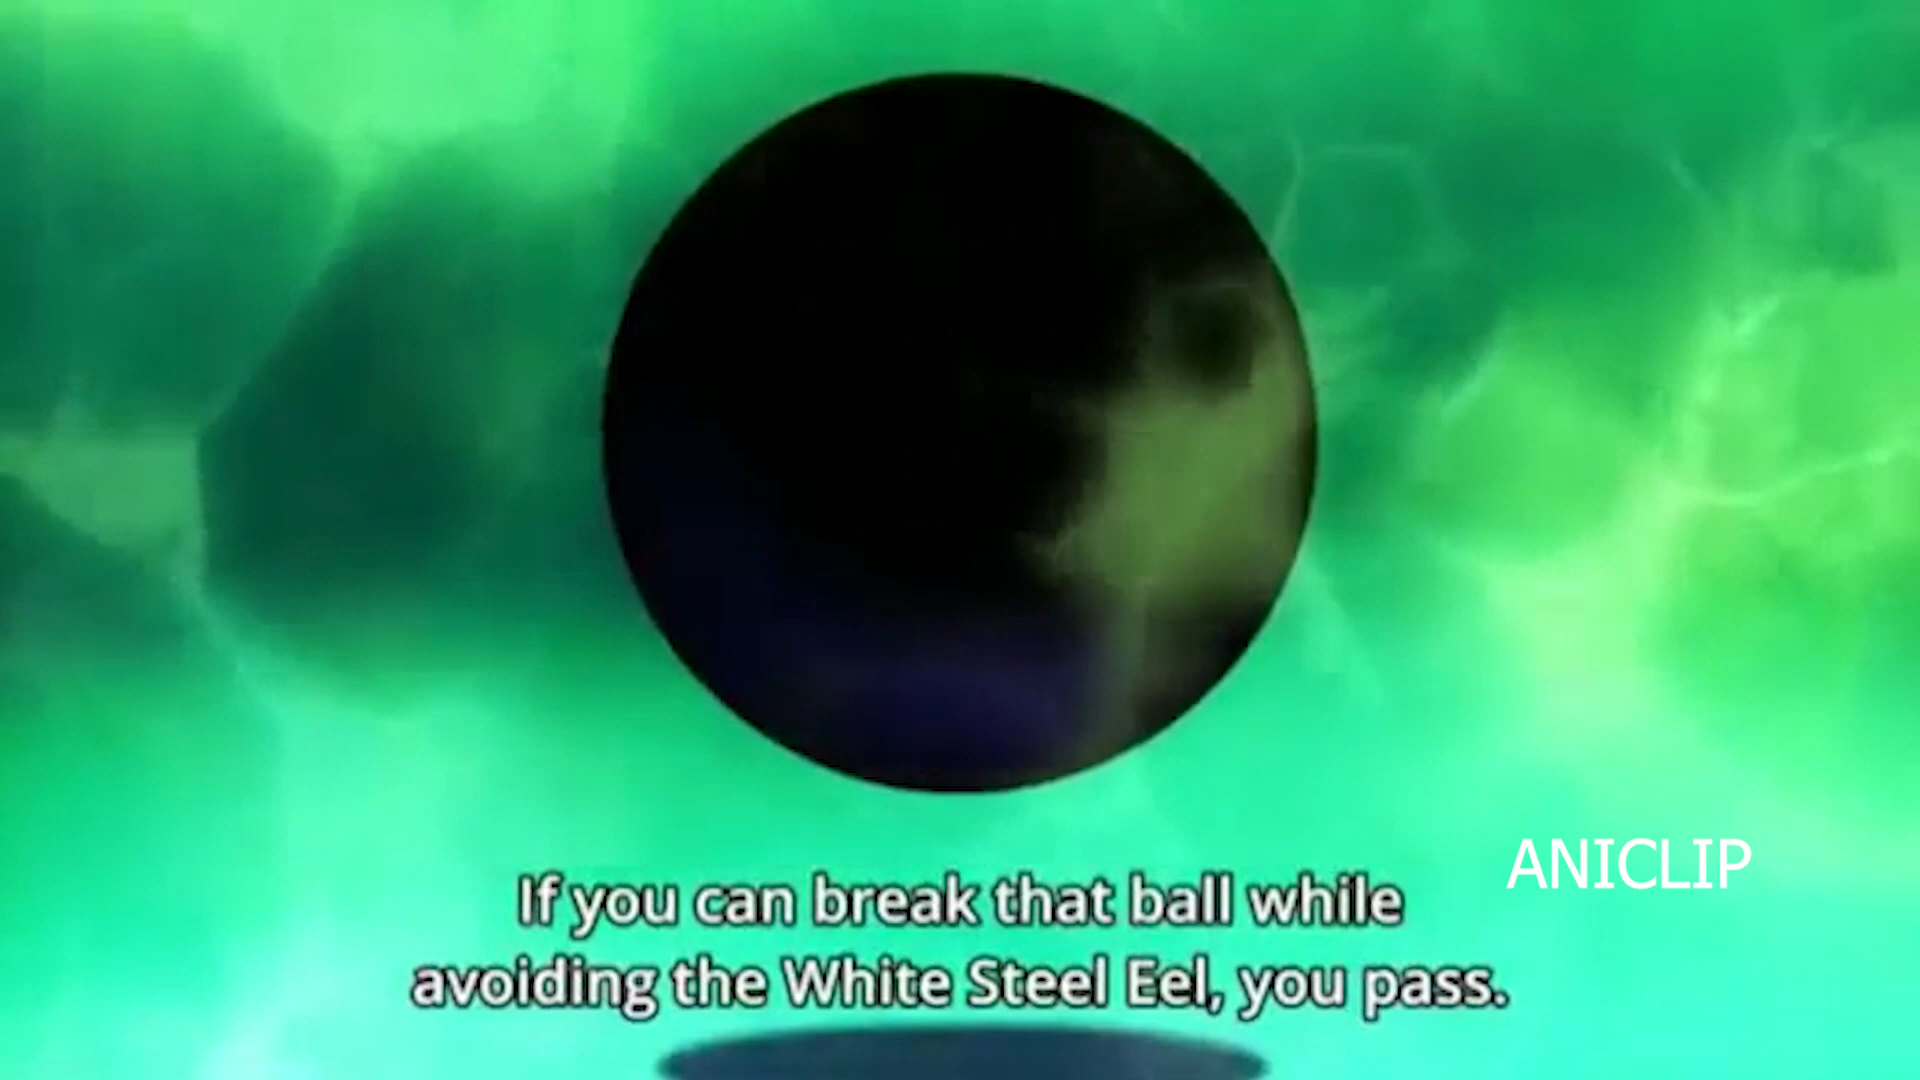 ANICLIP
If you can break that ball while
avoiding the White Steel Eel, you pass.